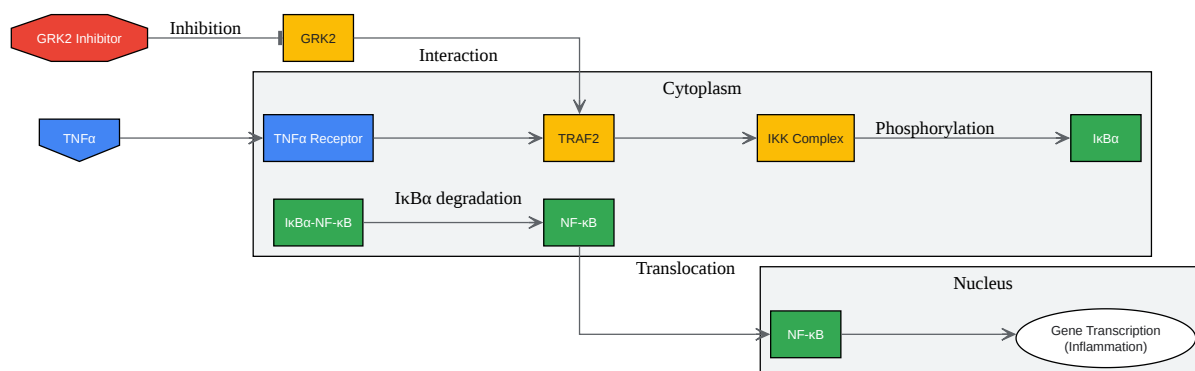 GRK2 Inhibitor
Inhibition
GRK2
Interaction
Cytoplasm
TNFα
TNFα Receptor
TRAF2
IKK Complex
Phosphorylation
IκBα
IκBα-NF-κB
IκBα degradation
NF-κB
Translocation
Nucleus
NF-κB
Gene Transcription
(Inflammation)